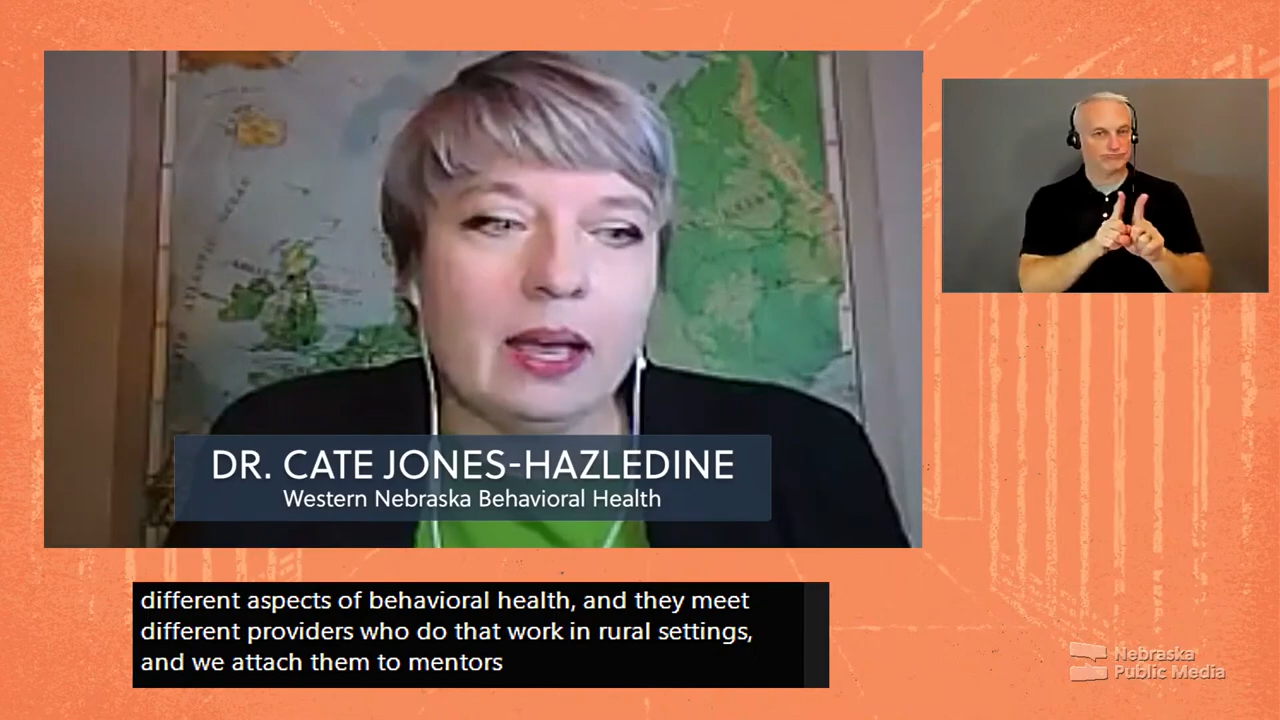 DR. CATE JONES-HAZLEDINE
Western Nebraska Behavioral Health
different aspects of behavioral health, and they meet
different providers who do that work in rural settings,
and we attach them to mentors
Nebraska
Public Media